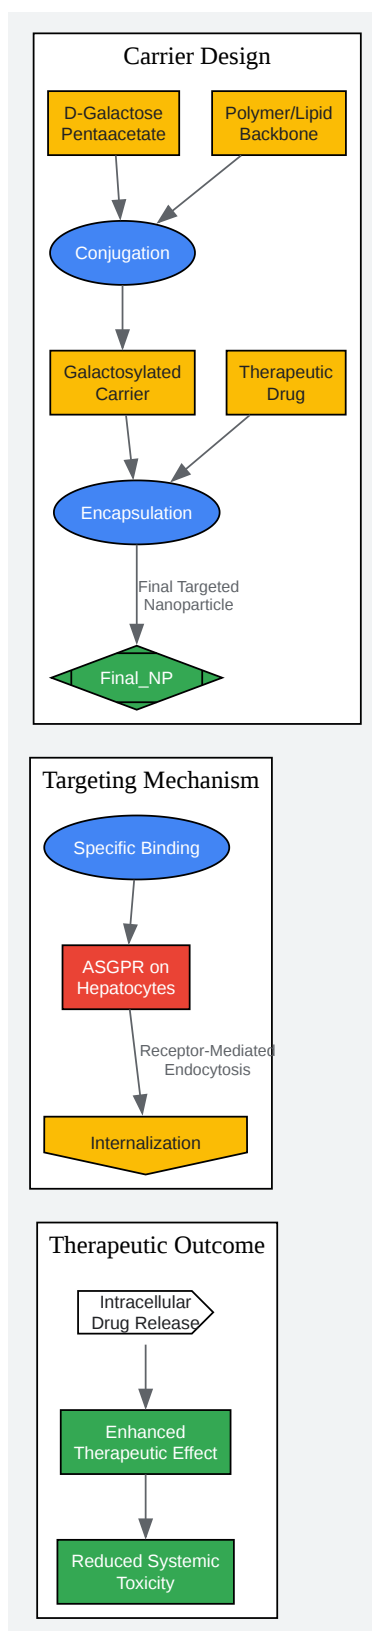 Carrier Design
D-Galactose
Pentaacetate
Polymer/Lipid
Backbone
Conjugation
Galactosylated
Carrier
Therapeutic
Drug
Encapsulation
Final Targeted
Nanoparticle
Final_NP
Targeting Mechanism
Specific Binding
ASGPR on
Hepatocytes
Receptor-Mediated
Endocytosis
Internalization
Therapeutic Outcome
Intracellular
Drug Release
Enhanced
Therapeutic Effect
Reduced Systemic
Toxicity